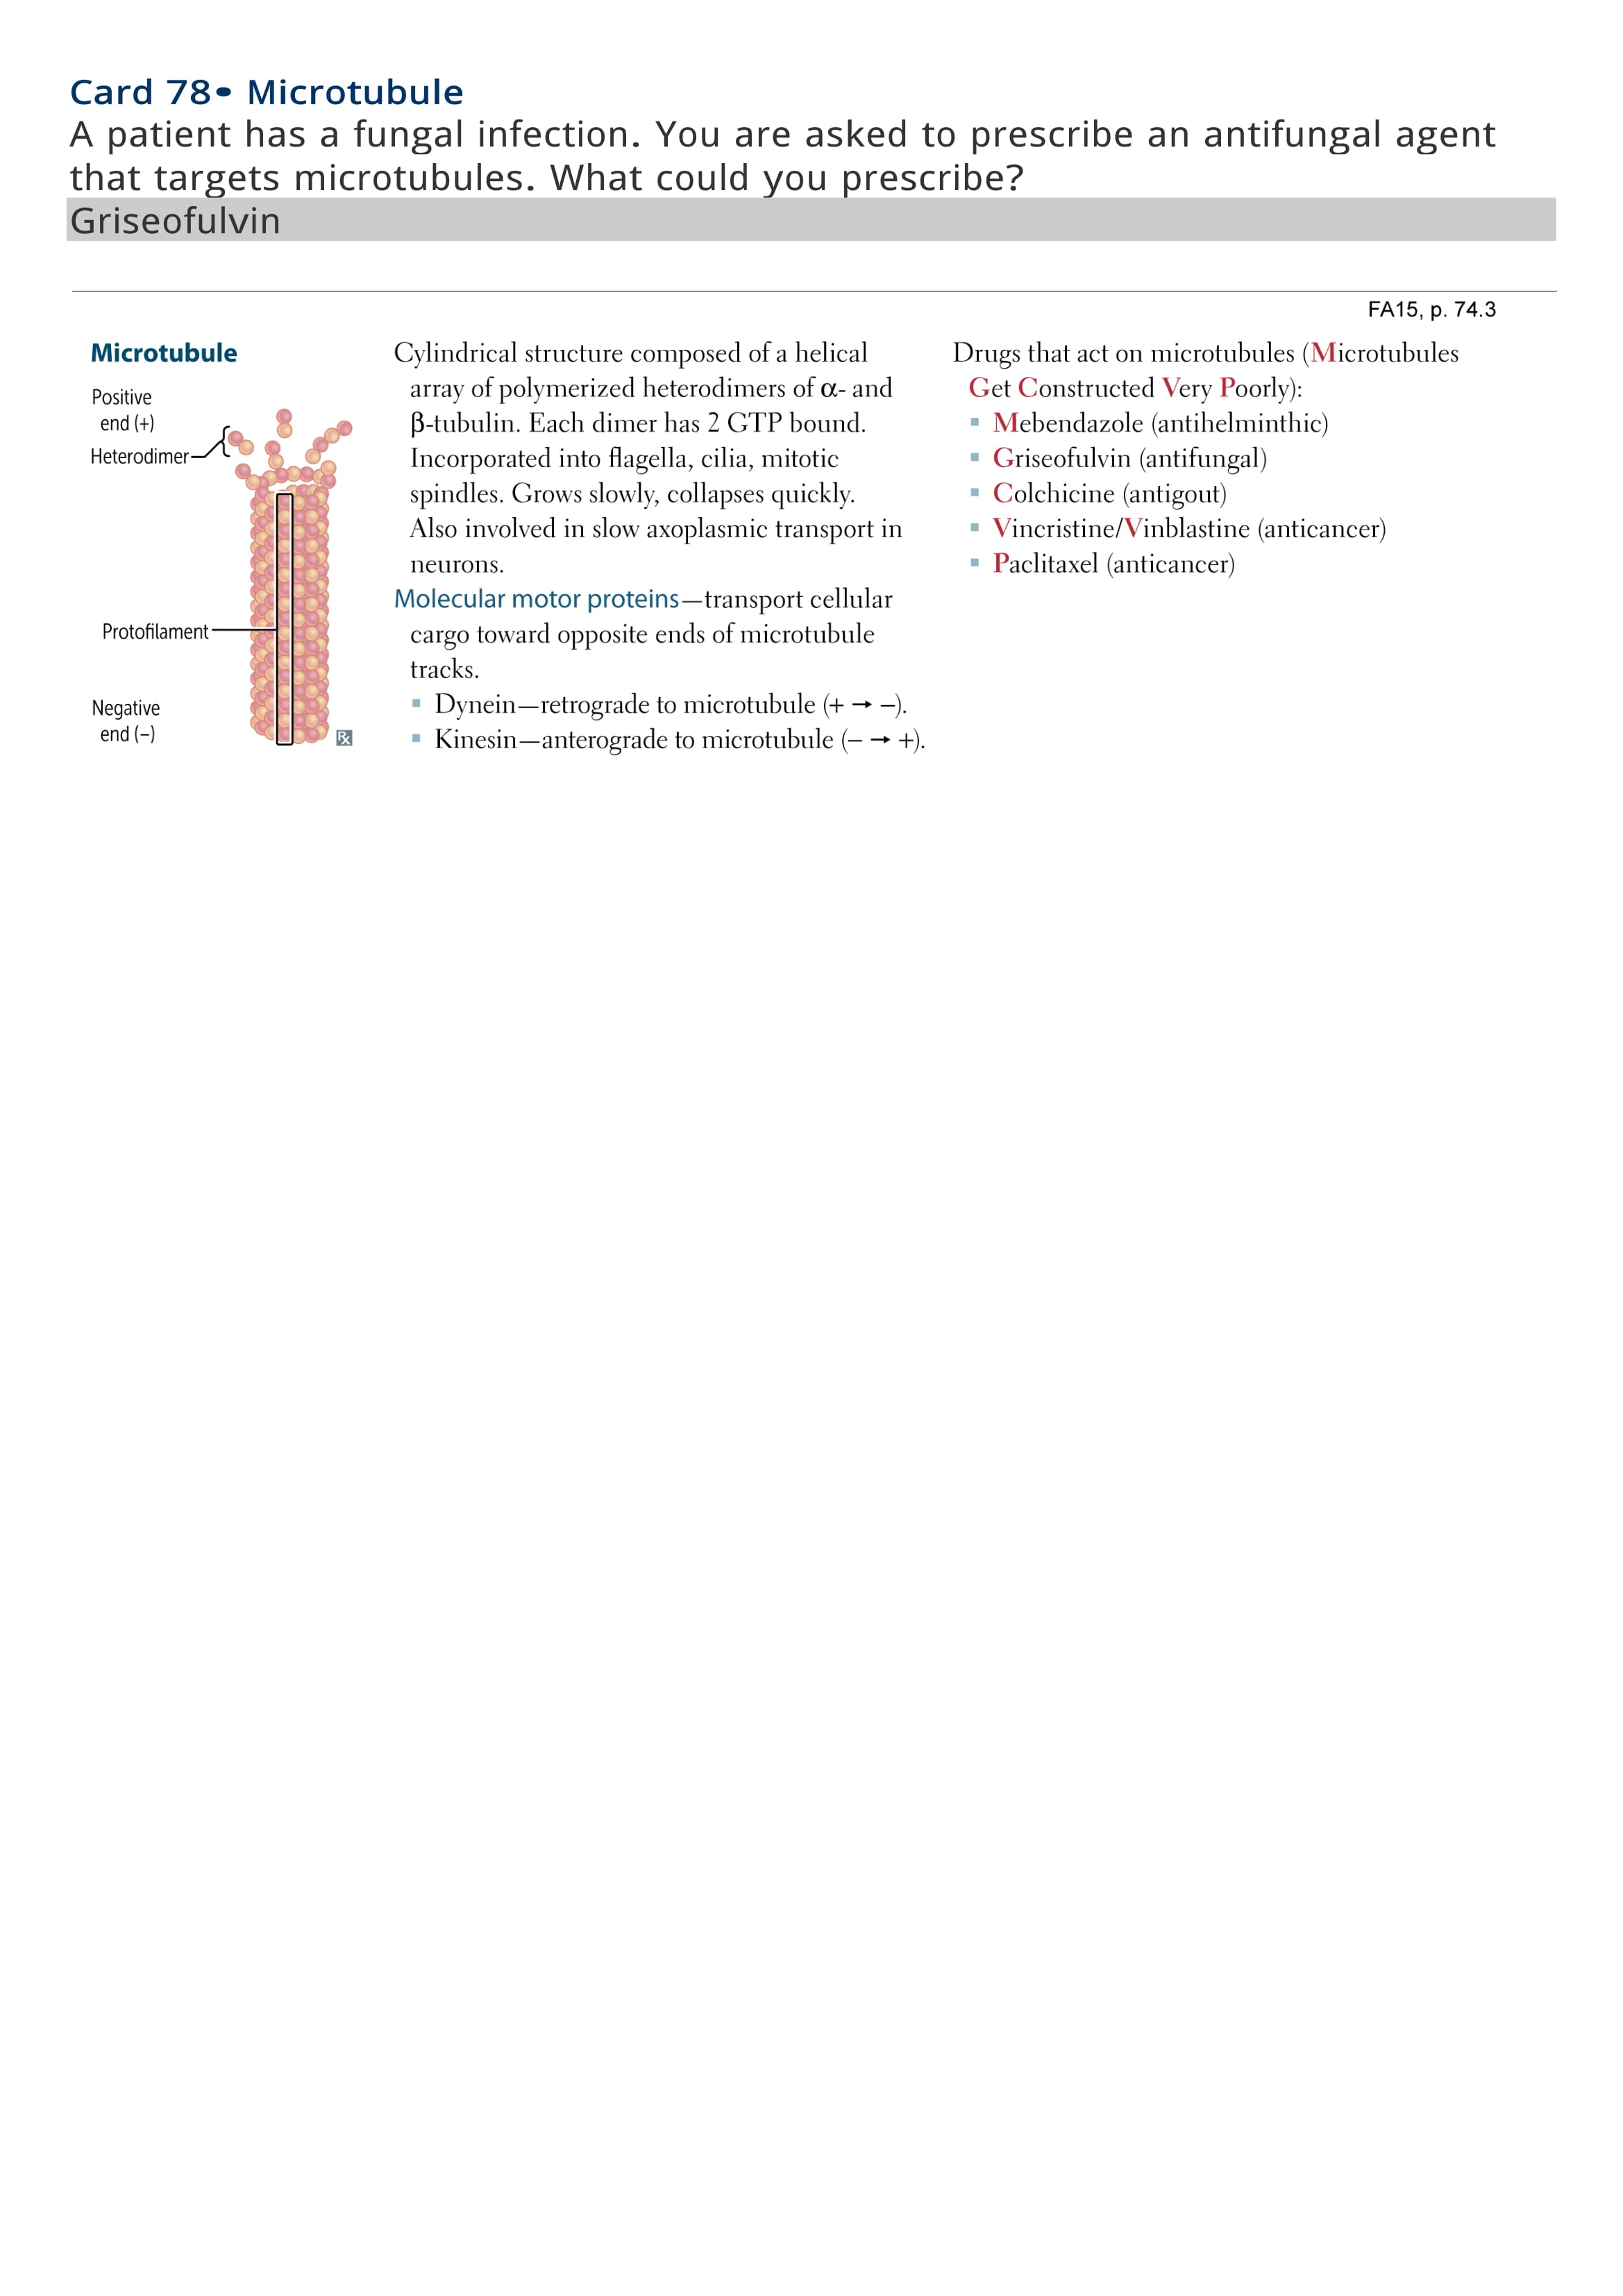 Card 78• Microtubule
A patient has a fungal infection. You are asked to prescribe an antifungal agent
that targets microtubules. What could you prescribe?
Griseofulvin
FA15, p. 74.3
Microtubule
Positive
end (+)
Heterodimer
Protofilament
Negative
end (–)
Rx
Cylindrical structure composed of a helical
array of polymerized heterodimers of α- and
β-tubulin. Each dimer has 2 GTP bound.
Incorporated into flagella, cilia, mitotic
spindles. Grows slowly, collapses quickly.
Also involved in slow axoplasmic transport in
neurons.
Molecular motor proteins—transport cellular
cargo toward opposite ends of microtubule
tracks.
▪ Dynein—retrograde to microtubule (+ → –).
▪ Kinesin—anterograde to microtubule (– → +).
Drugs that act on microtubules (Microtubules
Get Constructed Very Poorly):
▪ Mebendazole (antihelminthic)
▪ Griseofulvin (antifungal)
▪ Colchicine (antigout)
▪ Vincristine/Vinblastine (anticancer)
▪ Paclitaxel (anticancer)